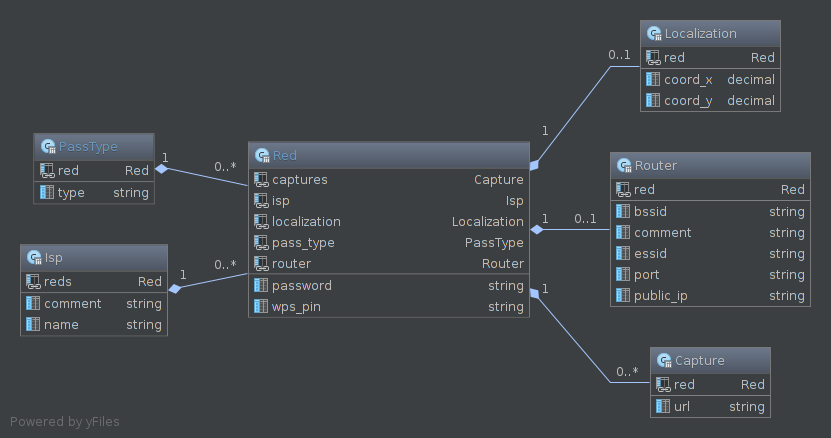 Localization
red Red
coord_x decimal
coord_y decimal
0..1
1
PassType
red Red
type string
1
0..*
Red
captures Capture
isp Isp
localization Localization
pass_type PassType
router Router
password string
wps_pin string
Router
red Red
bssid string
comment string
essid string
port string
public_ip string
1
0..1
Isp
reds Red
comment string
name string
1
0..*
1
0..*
Capture
red Red
url string
Powered by yFiles